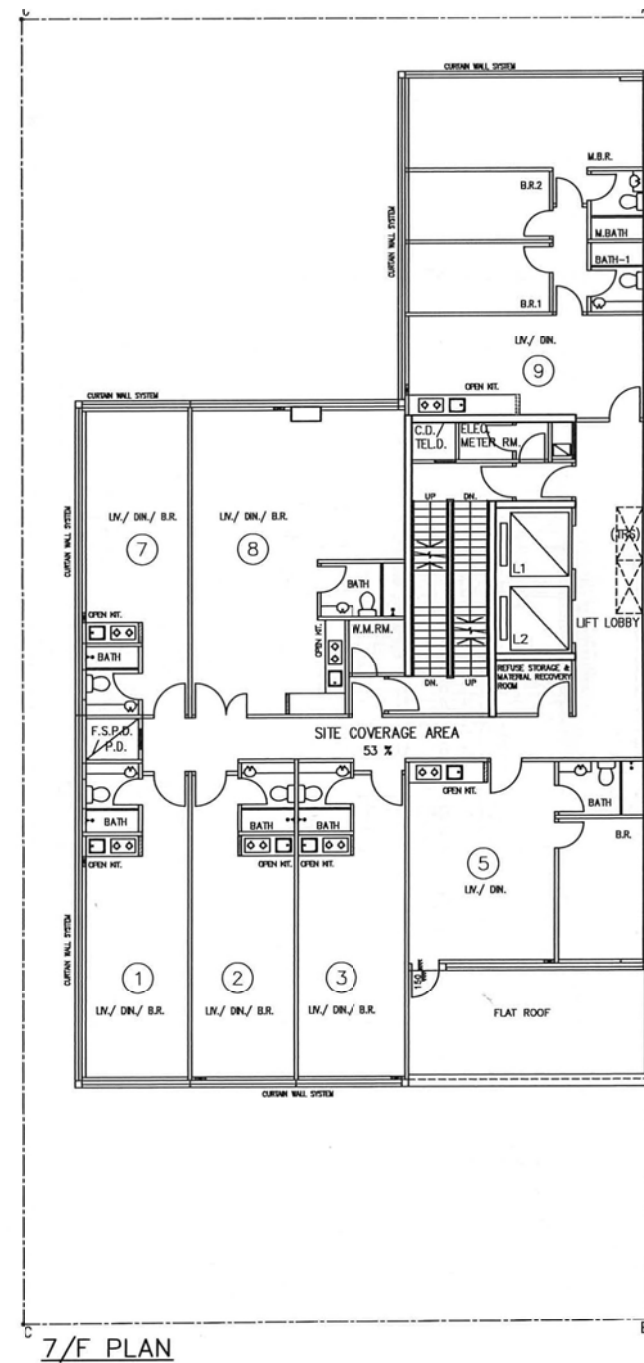 CURTAIN WALL SYSTEM
M.B.R.
B.R.2
CURTAIN WALL SYSTEM
M.BATH
BATH-1
B.R.1
LIV./ DIN.
9
OPEN KIT.
CURTAIN WALL SYSTEM
C.D./
TEL.D.
ELEC.
METER RM.
UP
DN.
CURTAIN WALL SYSTEM
LIV./ DIN./ B.R.
7
LIV./ DIN./ B.R.
8
L1
BATH
LIFT LOBBY
OPEN KIT.
OPEN KIT.
W.M.RM.
L2
BATH
DN.
UP
REFUSE STORAGE &
MATERIAL RECOVERY
ROOM
F.S.P.D.
/ P.D.
SITE COVERAGE AREA
53 %
OPEN KIT.
BATH
BATH
BATH
BATH
B.R.
OPEN KIT.
OPEN KIT.
OPEN KIT.
5
LIV./ DIN.
CURTAIN WALL SYSTEM
1
2
3
150
LIV./ DIN./ B.R.
LIV./ DIN./ B.R.
LIV./ DIN./ B.R.
FLAT ROOF
CURTAIN WALL SYSTEM
C
7/F PLAN